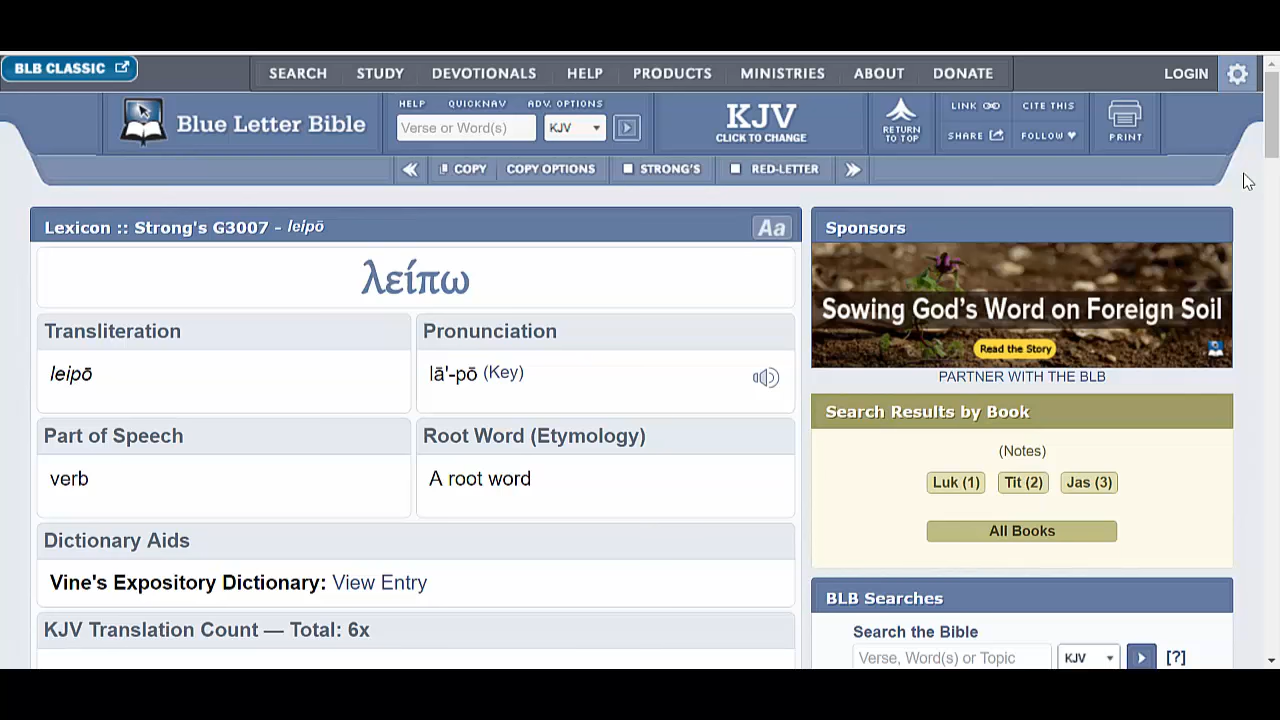 BLB CLASSIC
SEARCH STUDY DEVOTIONALS HELP PRODUCTS MINISTRIES ABOUT DONATE
LOGIN
Blue Letter Bible
HELP QUICKNAV ADV. OPTIONS
Verse or Word(s)
KJV
KJV
CLICK TO CHANGE
RETURN
TO TOP
LINK
CITE THIS
SHARE
FOLLOW
PRINT
COPY COPY OPTIONS STRONG'S RED-LETTER
Lexicon :: Strong's G3007 - leipō
Aa
λείπω
Transliteration
leipō
Pronunciation
lā'-pō (Key)
Part of Speech
verb
Root Word (Etymology)
A root word
Dictionary Aids
Vine's Expository Dictionary: View Entry
KJV Translation Count — Total: 6x
Sponsors
Sowing God's Word on Foreign Soil
Read the Story
PARTNER WITH THE BLB
Search Results by Book
(Notes)
Luk (1) Tit (2) Jas (3)
All Books
BLB Searches
Search the Bible
Verse, Word(s) or Topic
KJV
[?]